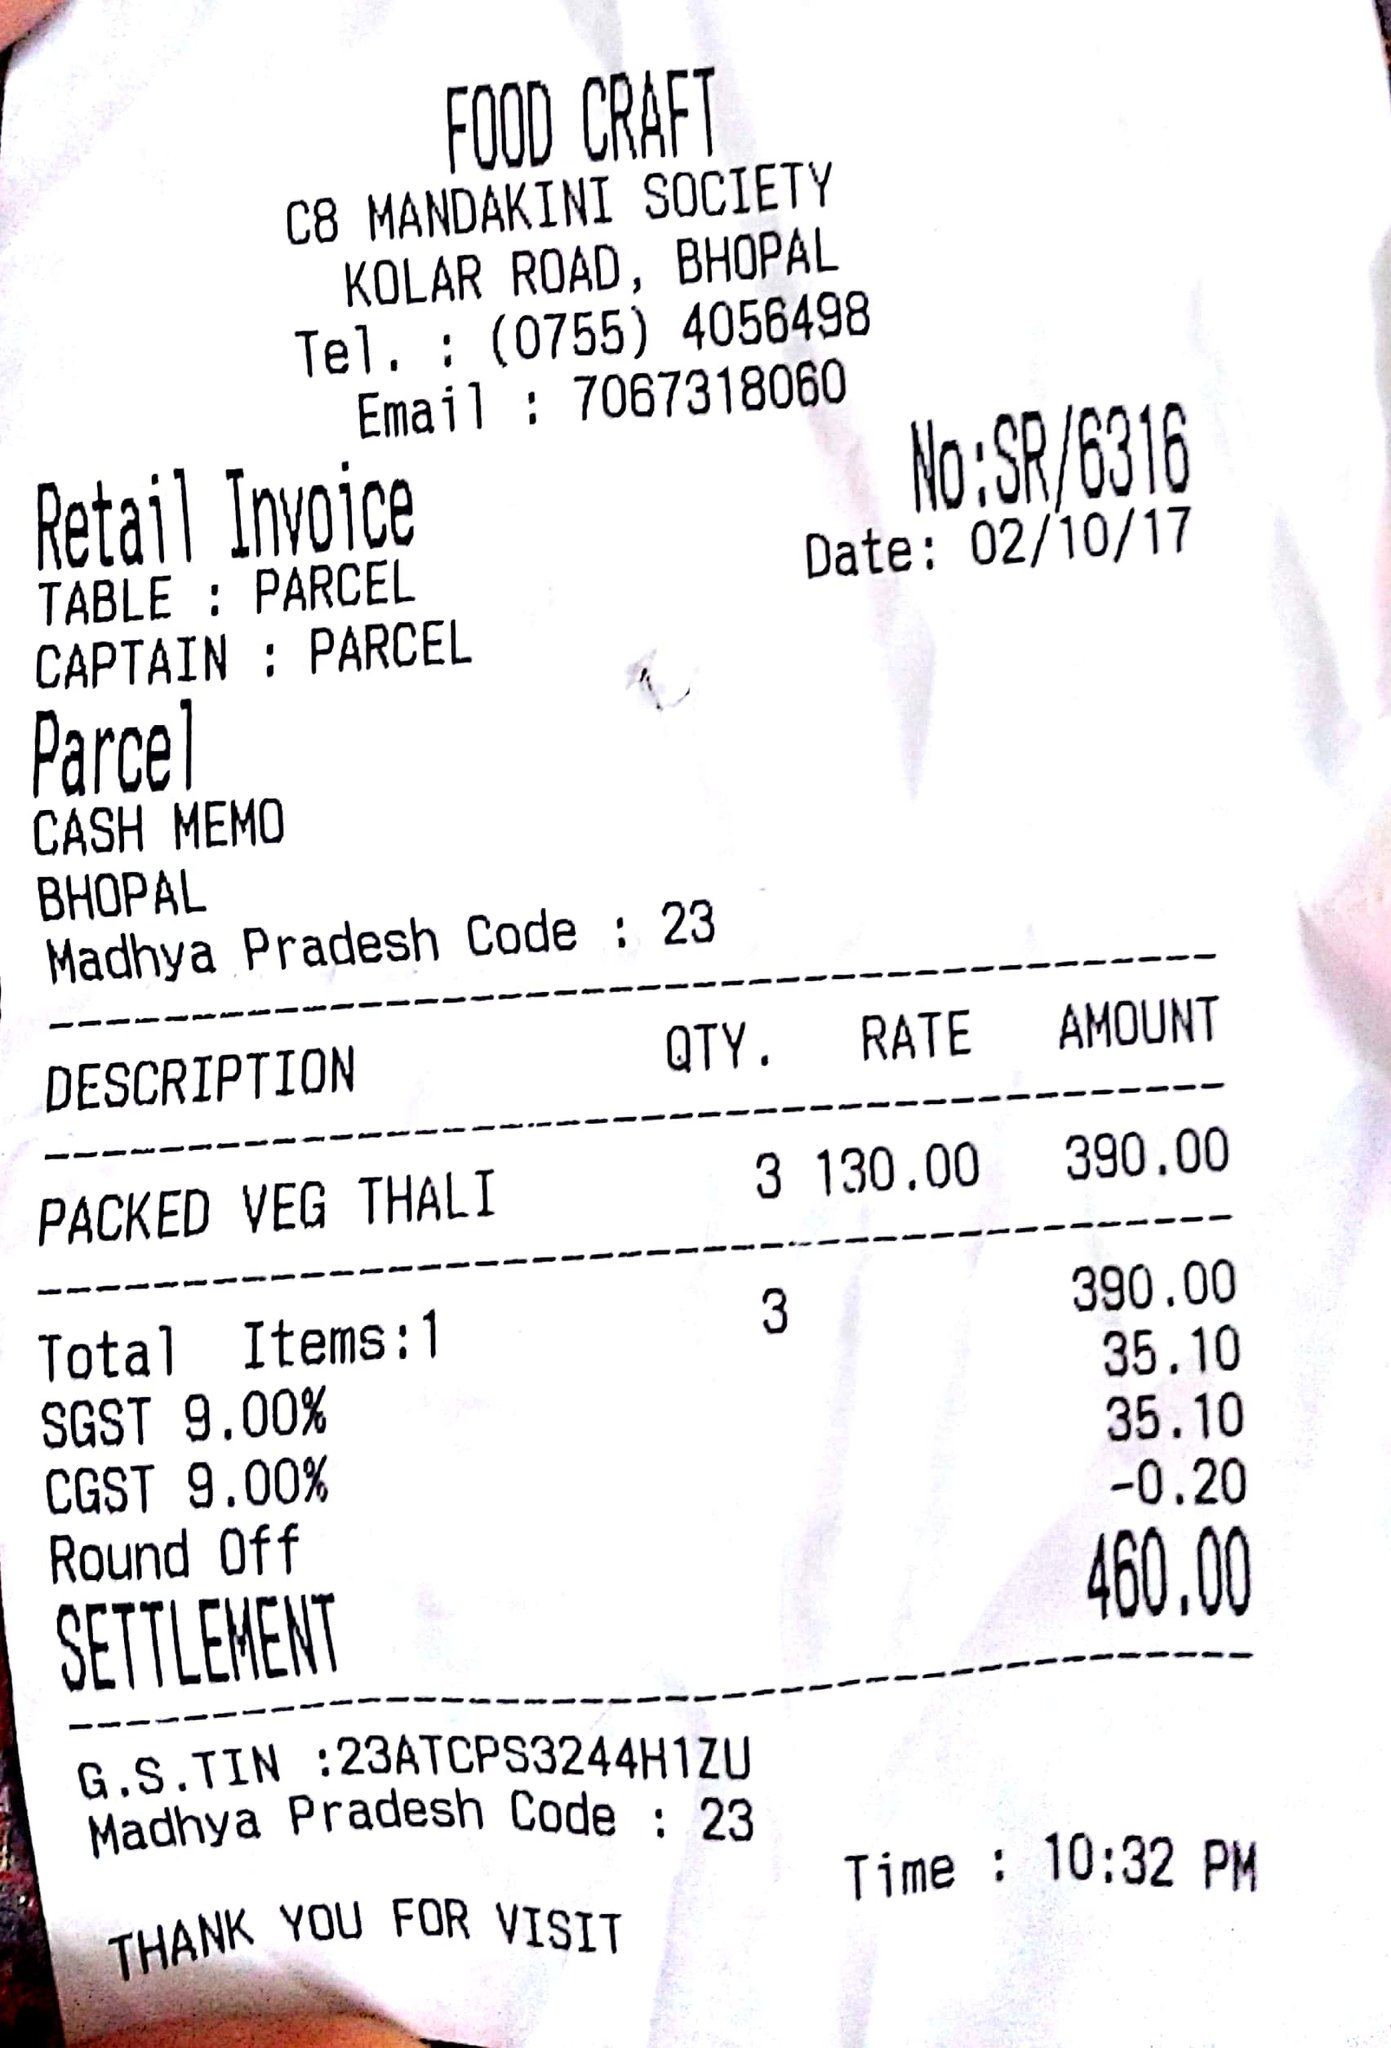 FOOD CRAFT
C8 MANDAKINI SOCIETY
KOLAR ROAD, BHOPAL
Tel. : (0755) 4056498
Email : 7067318060
Retail Invoice No:SR/6316
TABLE : PARCEL Date: 02/10/17
CAPTAIN : PARCEL
Parcel
CASH MEMO
BHOPAL
Madhya Pradesh Code : 23
DESCRIPTION QTY. RATE AMOUNT
PACKED VEG THALI 3 130.00 390.00
Total Items:1 3 390.00
SGST 9.00% 35.10
CGST 9.00% 35.10
Round Off -0.20
SETTLEMENT 460.00
G.S.TIN :23ATCPS3244H1ZU
Madhya Pradesh Code : 23
Time : 10:32 PM
THANK YOU FOR VISIT